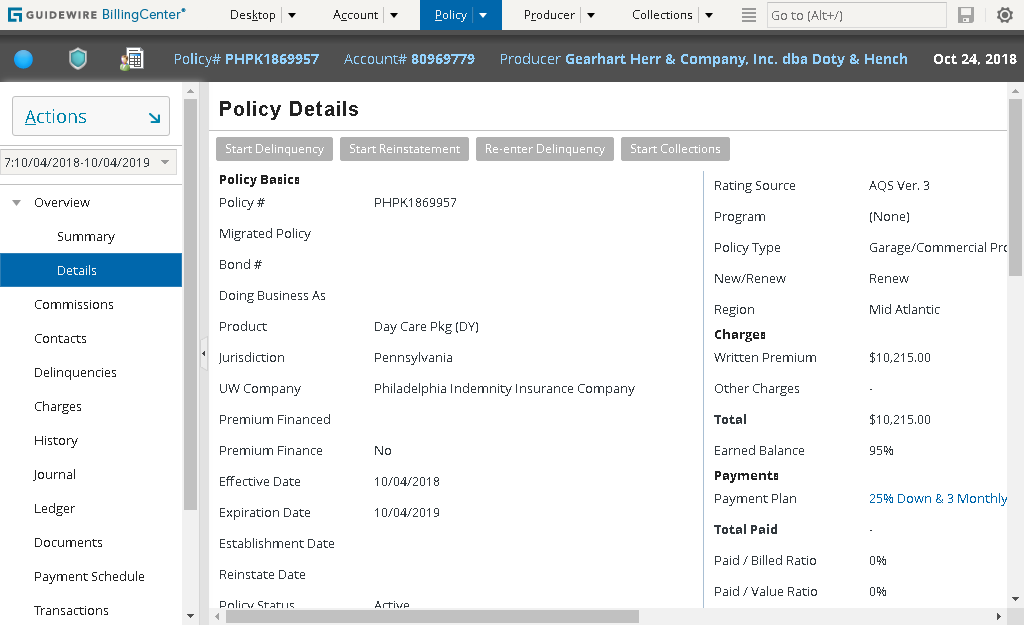 GUIDEWIRE BillingCenter® Desktop Account Policy Producer Collections Go to (Alt+/)
Policy# PHPK1869957 Account# 80969779 Producer Gearhart Herr & Company, Inc. dba Doty & Hench Oct 24, 2018
Actions
7:10/04/2018-10/04/2019
Overview
Summary
Details
Commissions
Contacts
Delinquencies
Charges
History
Journal
Ledger
Documents
Payment Schedule
Transactions
Policy Details
Start Delinquency Start Reinstatement Re-enter Delinquency Start Collections
Policy Basics
Policy # PHPK1869957
Migrated Policy
Bond #
Doing Business As
Product Day Care Pkg (DY)
Jurisdiction Pennsylvania
UW Company Philadelphia Indemnity Insurance Company
Premium Financed
Premium Finance No
Effective Date 10/04/2018
Expiration Date 10/04/2019
Establishment Date
Reinstate Date
Policy Status Active
Rating Source AQS Ver. 3
Program (None)
Policy Type Garage/Commercial Pro
New/Renew Renew
Region Mid Atlantic
Charges
Written Premium $10,215.00
Other Charges -
Total $10,215.00
Earned Balance 95%
Payments
Payment Plan 25% Down & 3 Monthly
Total Paid -
Paid / Billed Ratio 0%
Paid / Value Ratio 0%